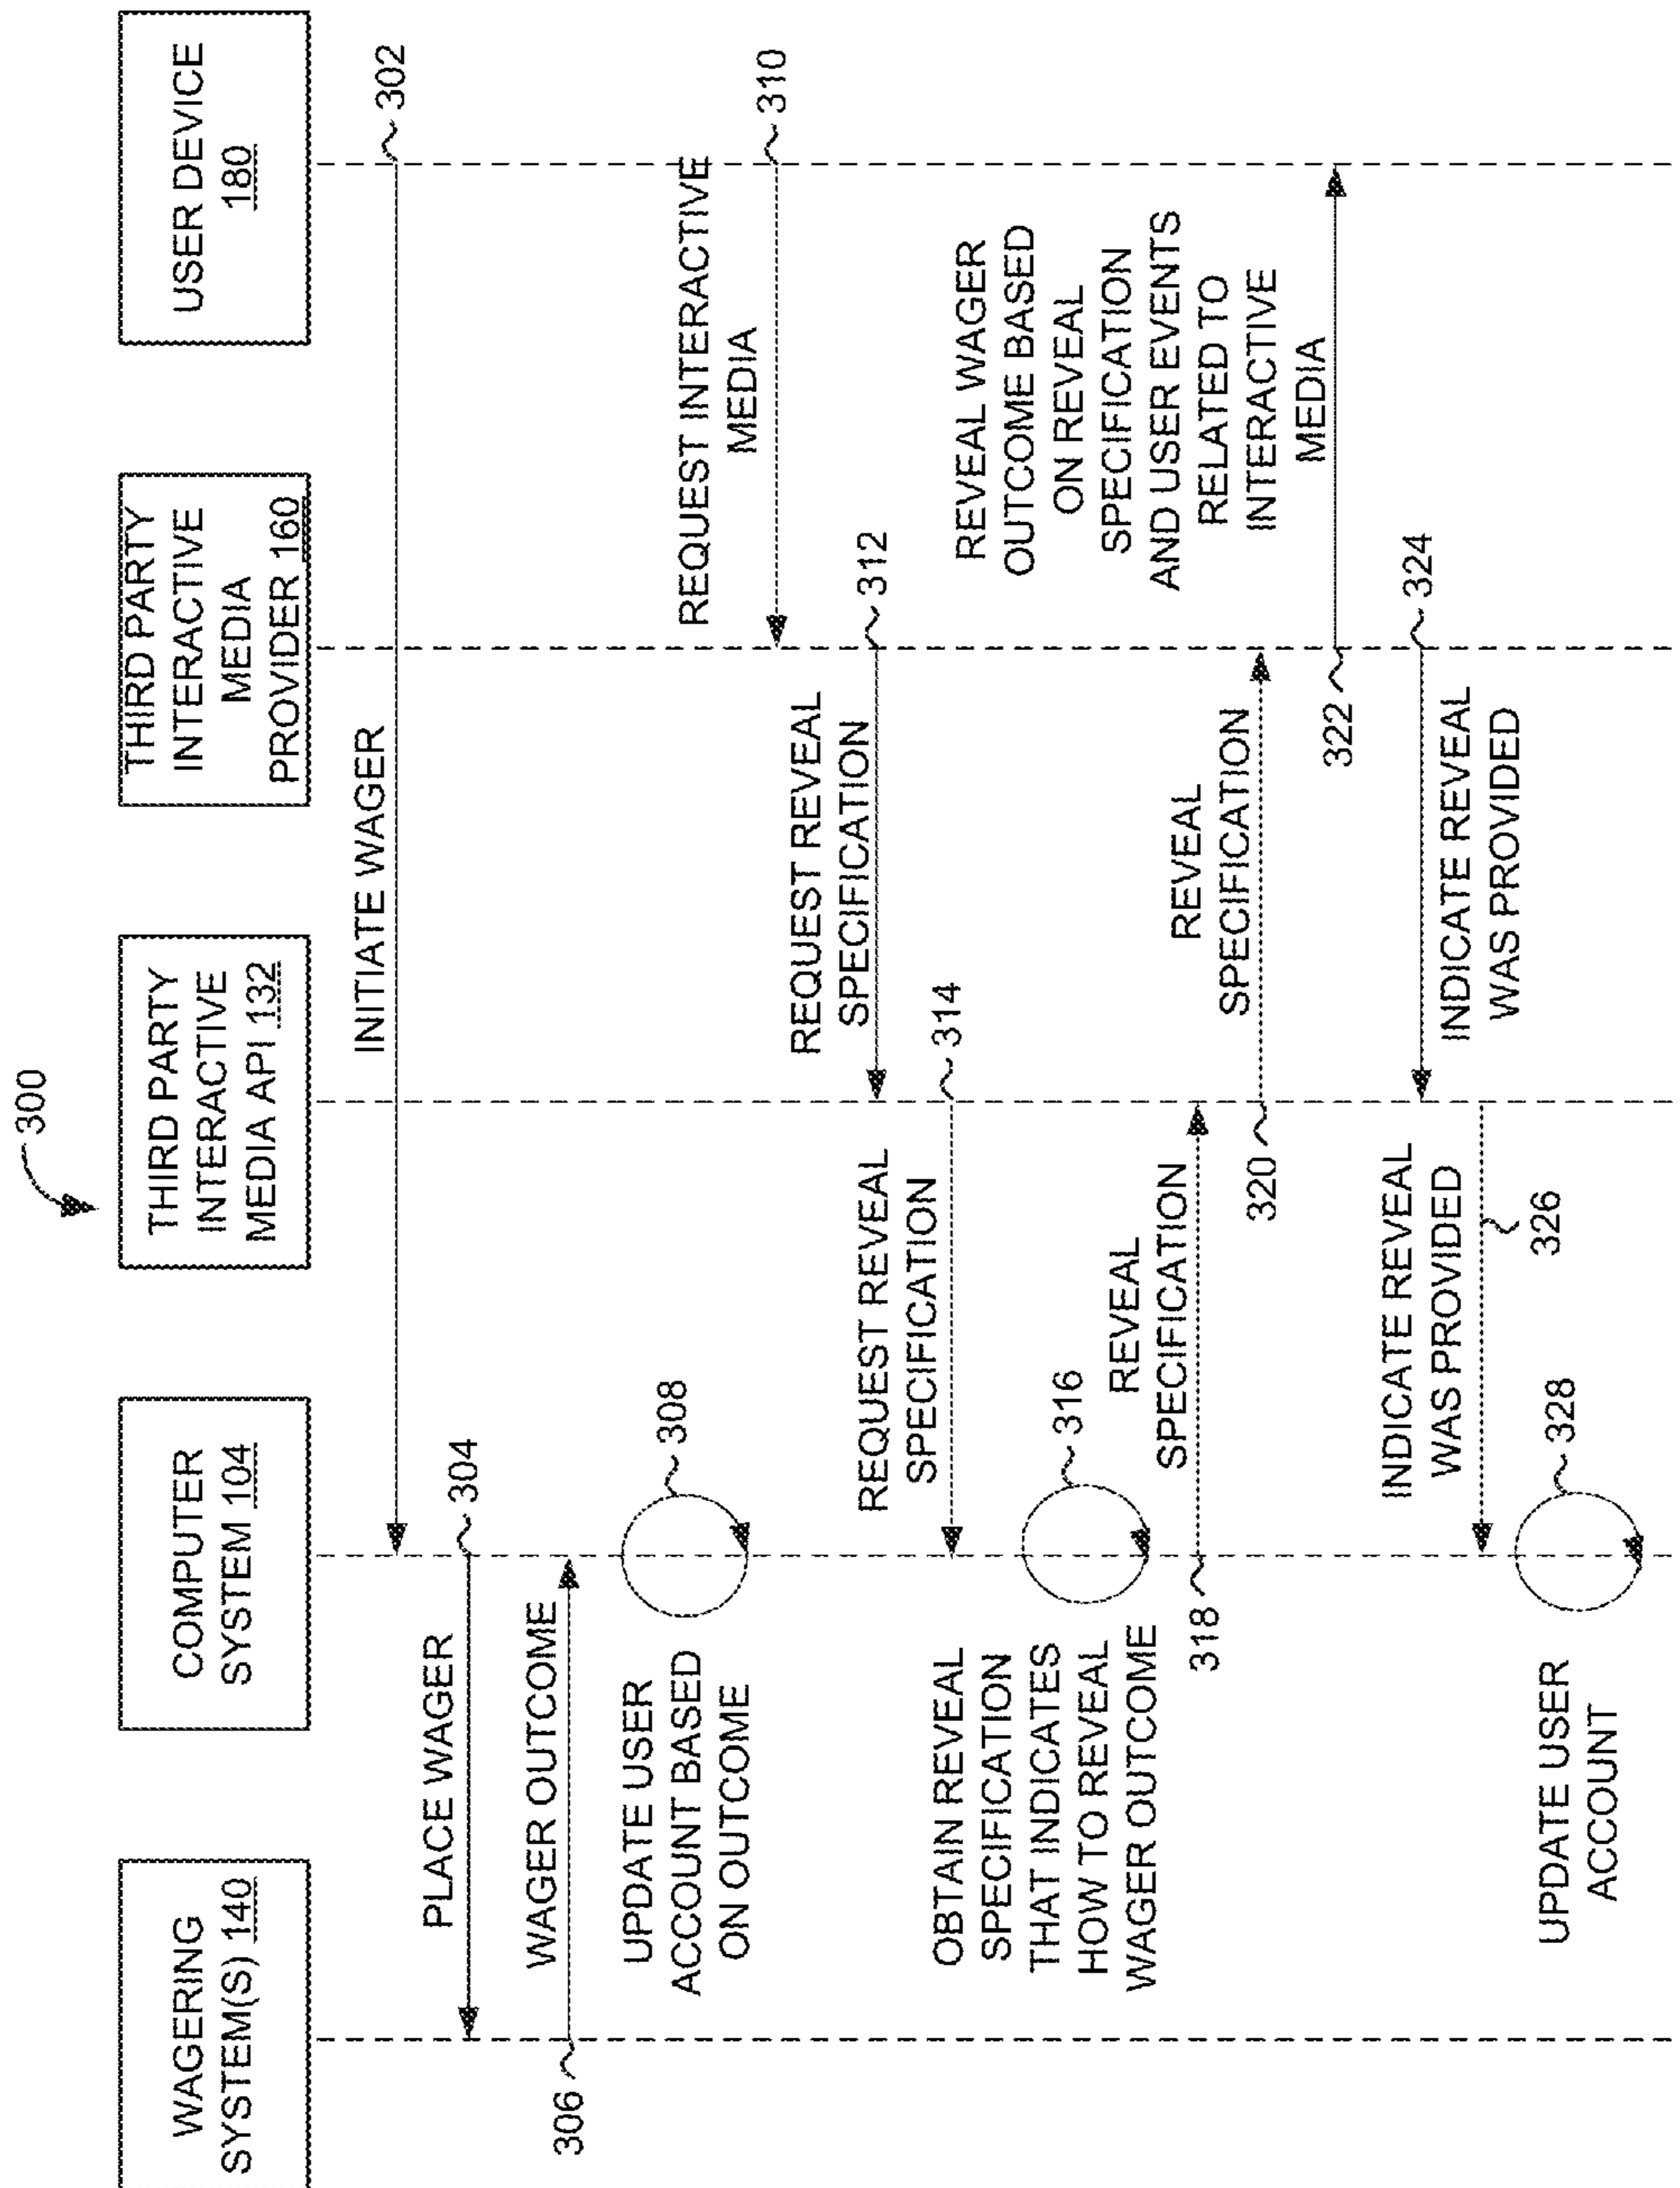 300
WAGERING
SYSTEM(S) 140
COMPUTER
SYSTEM 104
THIRD PARTY
INTERACTIVE
MEDIA API 132
THIRD PARTY
INTERACTIVE
MEDIA
PROVIDER 160
USER DEVICE
180
INITIATE WAGER
302
PLACE WAGER
304
WAGER OUTCOME
306
UPDATE USER
ACCOUNT BASED
ON OUTCOME
308
REQUEST INTERACTIVE
MEDIA
310
REQUEST REVEAL
SPECIFICATION
312
REQUEST REVEAL
SPECIFICATION
314
OBTAIN REVEAL
SPECIFICATION
THAT INDICATES
HOW TO REVEAL
WAGER OUTCOME
316
REVEAL
SPECIFICATION
318
REVEAL
SPECIFICATION
320
REVEAL WAGER
OUTCOME BASED
ON REVEAL
SPECIFICATION
AND USER EVENTS
RELATED TO
INTERACTIVE
MEDIA
322
INDICATE REVEAL
WAS PROVIDED
324
INDICATE REVEAL
WAS PROVIDED
326
UPDATE USER
ACCOUNT
328